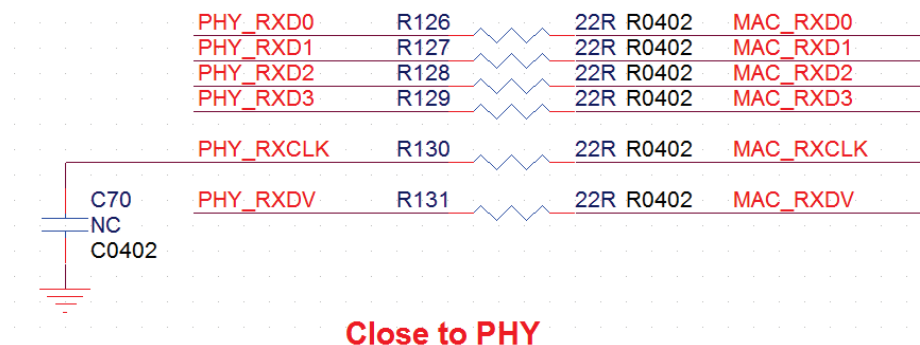 PHY_RXD0 R126 22R R0402 MAC_RXD0
PHY_RXD1 R127 22R R0402 MAC_RXD1
PHY_RXD2 R128 22R R0402 MAC_RXD2
PHY_RXD3 R129 22R R0402 MAC_RXD3
PHY_RXCLK R130 22R R0402 MAC_RXCLK
C70 PHY_RXDV R131 22R R0402 MAC_RXDV
NC
C0402
Close to PHY